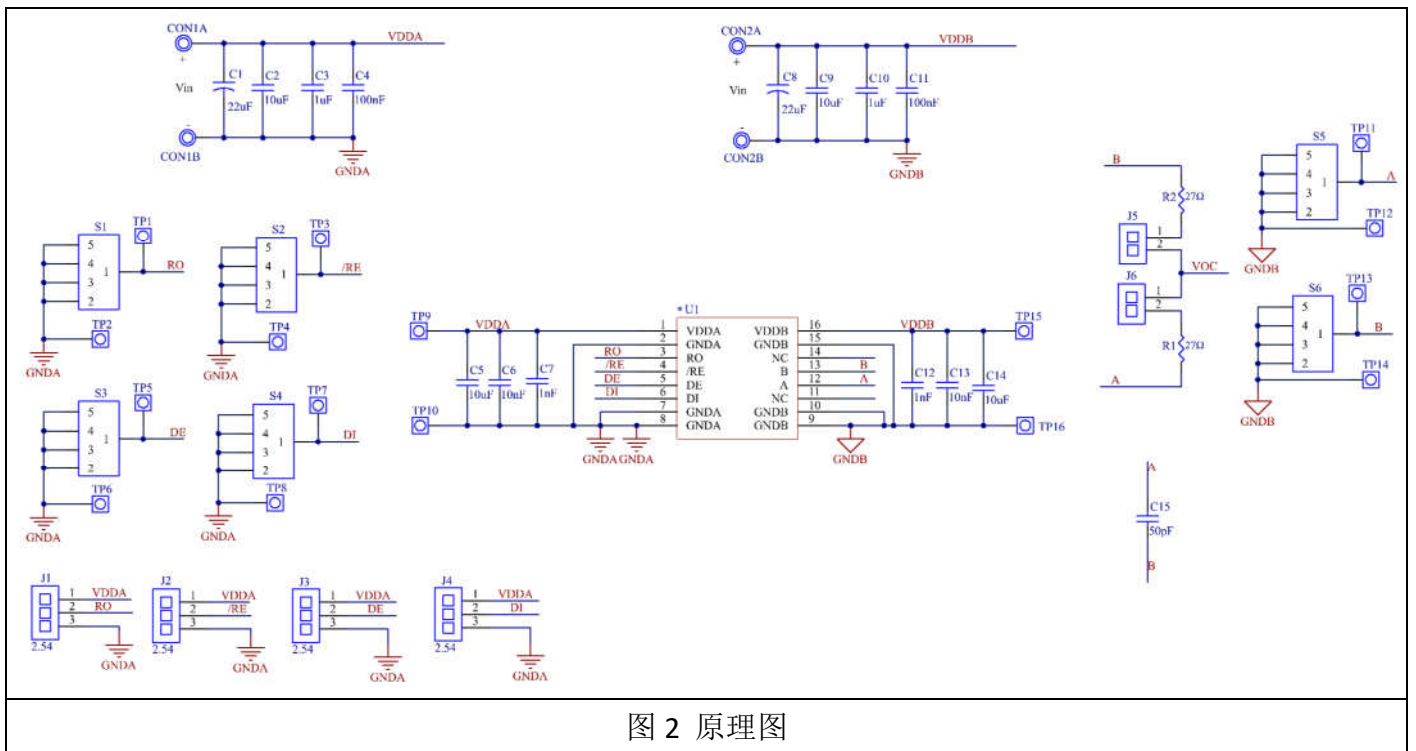 CON1A
VDDA
+
Vin
C1
22uF
C2
10uF
C3
1uF
C4
100nF
-
CON1B
GNDA
CON2A
VDDB
+
Vin
C8
22uF
C9
10uF
C10
1uF
C11
100nF
-
CON2B
GNDB
S1
5
4
3
2
1
TP1
RO
TP2
GNDA
S2
5
4
3
2
1
TP3
/RE
TP4
GNDA
S3
5
4
3
2
1
TP5
DE
TP6
GNDA
S4
5
4
3
2
1
TP7
DI
TP8
GNDA
TP9
VDDA
TP10
C5
10uF
C6
10nF
C7
1nF
RO
/RE
DE
DI
GNDA GNDA
* U1
1 VDDA VDDB 16
2 GNDA GNDB 15
3 RO NC 14
4 /RE B 13
5 DE A 12
6 DI NC 11
7 GNDA GNDB 10
8 GNDA GNDB 9
VDDB
B
A
C12
1nF
C13
10nF
C14
10uF
TP15
TP16
GNDB
B
R2 27Ω
J5
1
2
VOC
J6
1
2
R1 27Ω
A
S5
5
4
3
2
1
TP11
A
TP12
GNDB
S6
5
4
3
2
1
TP13
B
TP14
GNDB
A
C15
50pF
B
J1
1 VDDA
2 RO
3
2.54
GNDA
J2
1 VDDA
2 /RE
3
2.54
GNDA
J3
1 VDDA
2 DE
3
2.54
GNDA
J4
1 VDDA
2 DI
3
2.54
GNDA
图 2 原理图